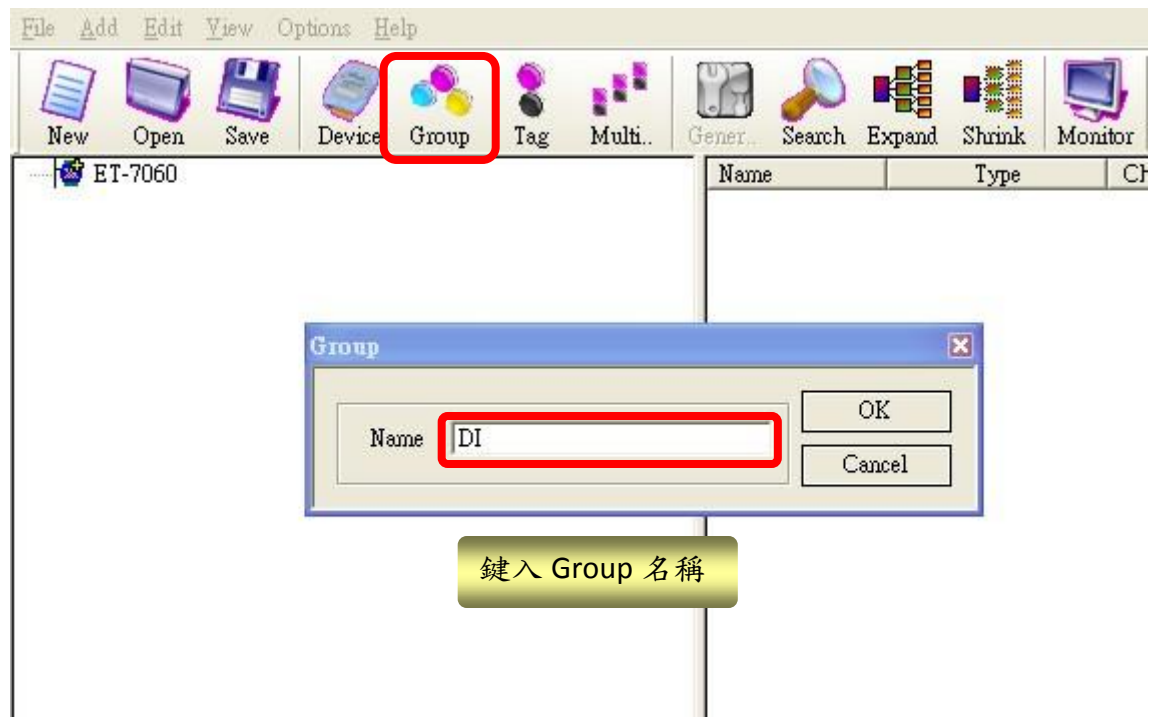 File Add Edit View Options Help
New Open Save Device Group Tag Multi.. Gener.. Search Expand Shrink Monitor
ET-7060
Name Type Ch
Group
OK
Name DI
Cancel
鍵入 Group 名稱